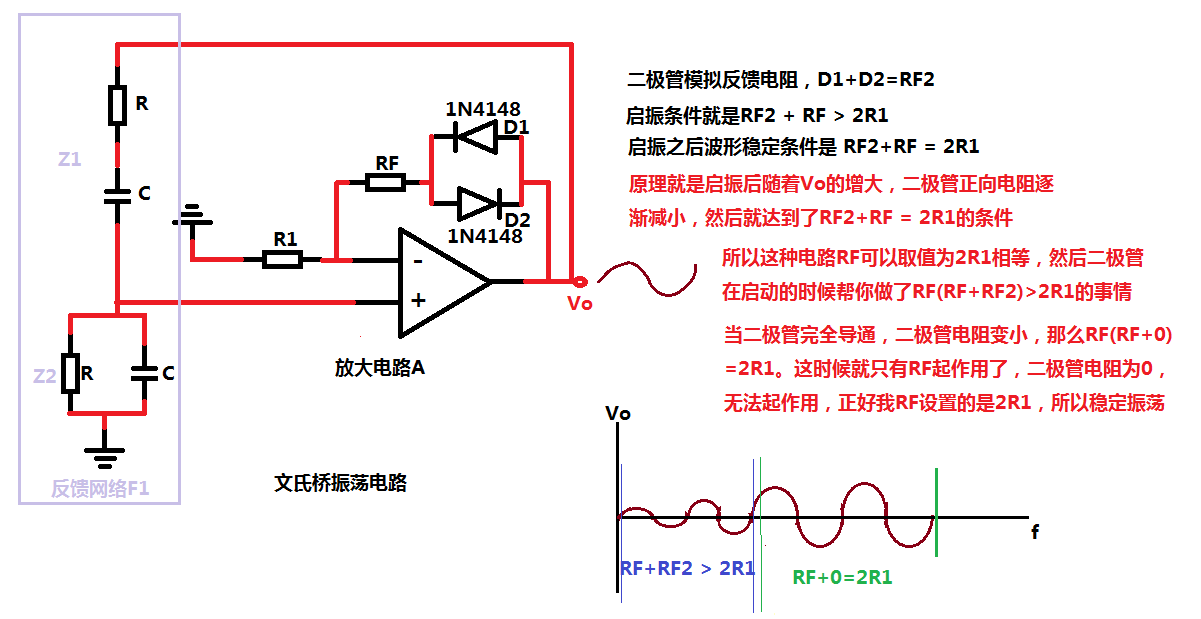 R
Z1
C
R1
RF
1N4148
D1
D2
1N4148
-
+
Vo
Z2
R
C
反馈网络F1
放大电路A
文氏桥振荡电路
二极管模拟反馈电阻，D1+D2=RF2
启振条件就是RF2 + RF > 2R1
启振之后波形稳定条件是 RF2+RF = 2R1
原理就是启振后随着Vo的增大，二极管正向电阻逐
渐减小，然后就达到了RF2+RF = 2R1的条件
所以这种电路RF可以取值为2R1相等，然后二极管
在启动的时候帮你做了RF(RF+RF2)>2R1的事情
当二极管完全导通，二极管电阻变小，那么RF(RF+0)
=2R1。这时候就只有RF起作用了，二极管电阻为0，
无法起作用，正好我RF设置的是2R1，所以稳定振荡
Vo
f
RF+RF2 > 2R1
RF+0=2R1